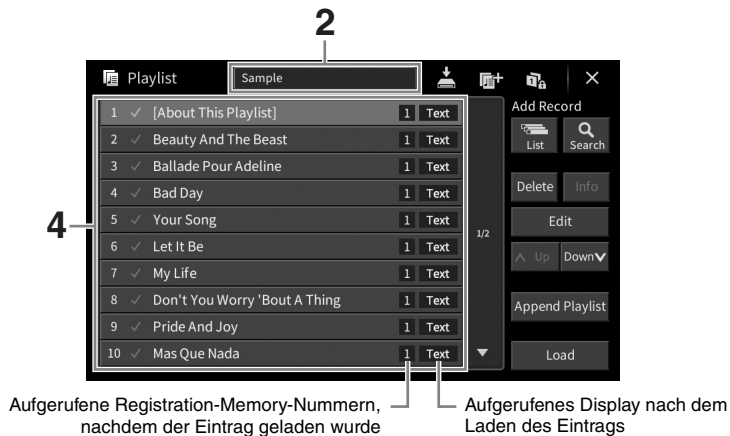 2
Playlist Sample
Add Record
1 [About This Playlist] 1 Text
2 Beauty And The Beast 1 Text
3 Ballade Pour Adeline 1 Text
4 Bad Day 1 Text
5 Your Song 1 Text
6 Let It Be 1 Text
7 My Life 1 Text
8 Don't You Worry 'Bout A Thing 1 Text
9 Pride And Joy 1 Text
10 Mas Que Nada 1 Text
4
1/2
List Search
Delete Info
Edit
Up Down
Append Playlist
Load
Aufgerufene Registration-Memory-Nummern,
nachdem der Eintrag geladen wurde
Aufgerufenes Display nach dem
Laden des Eintrags